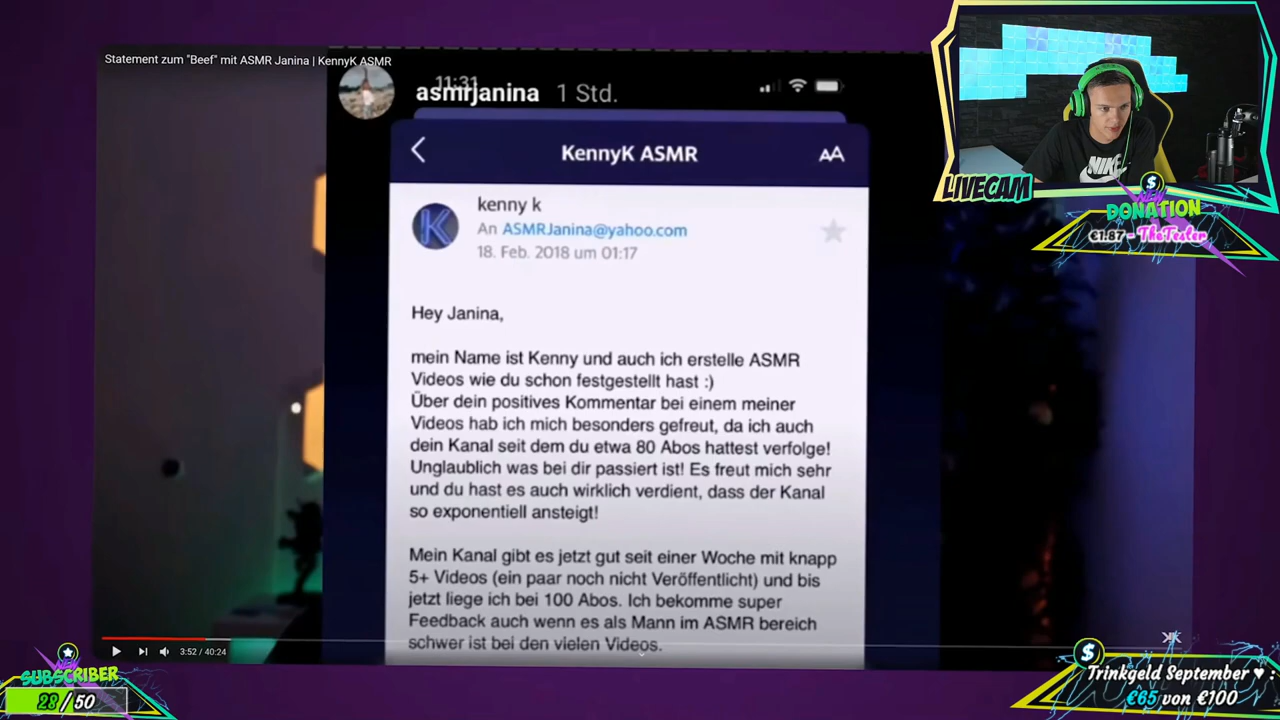 Statement zum "Beef" mit ASMR Janina | KennyK ASMR
11:31
asmrjanina 1 Std.
KennyK ASMR
AA
kenny k
An ASMRJanina@yahoo.com
18. Feb. 2018 um 01:17
Hey Janina,
mein Name ist Kenny und auch ich erstelle ASMR
Videos wie du schon festgestellt hast :)
Über dein positives Kommentar bei einem meiner
Videos hab ich mich besonders gefreut, da ich auch
dein Kanal seit dem du etwa 80 Abos hattest verfolge!
Unglaublich was bei dir passiert ist! Es freut mich sehr
und du hast es auch wirklich verdient, dass der Kanal
so exponentiell ansteigt!
Mein Kanal gibt es jetzt gut seit einer Woche mit knapp
5+ Videos (ein paar noch nicht Veröffentlicht) und bis
jetzt liege ich bei 100 Abos. Ich bekomme super
Feedback auch wenn es als Mann im ASMR bereich
schwer ist bei den vielen Videos.
3:52 / 40:24
NIKE
LIVECAM
$
NEW
DONATION
€1.87 - TheTester
NEW
SUBSCRIBER
28 / 50
$
Trinkgeld September ♥ :
€65 von €100